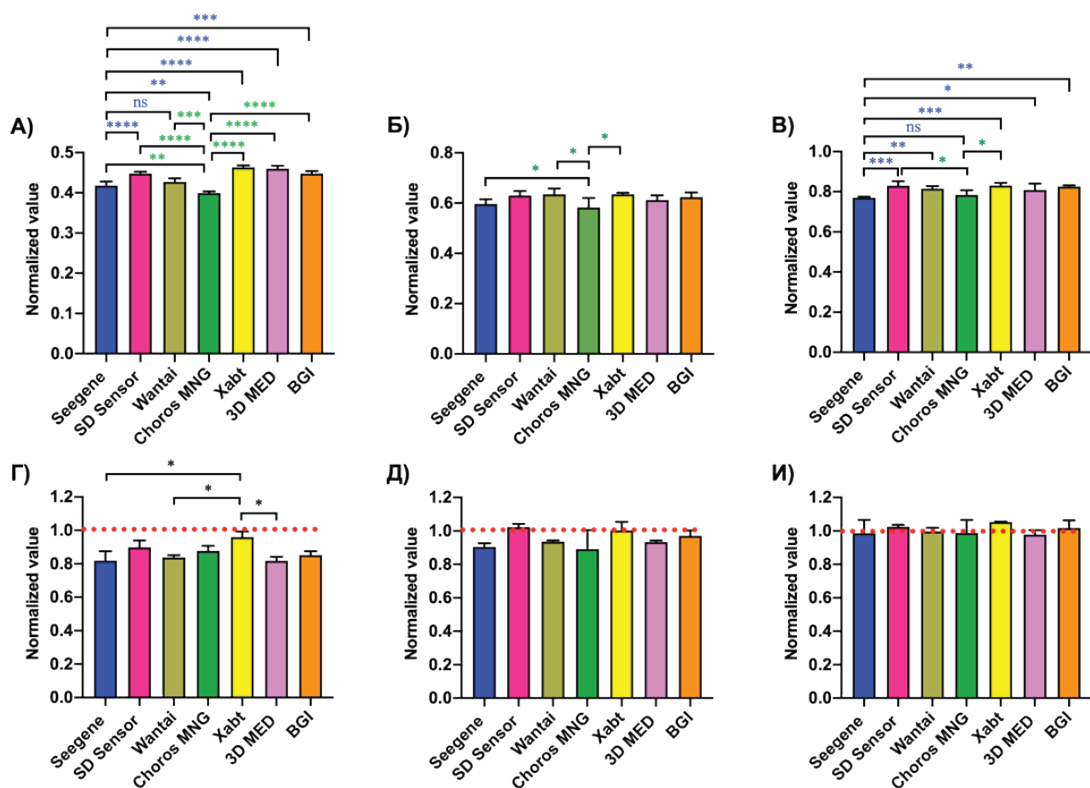 ***
****
****
**
ns
***
****
****
****
****
**
****
А)
Normalized value
0.5
0.4
0.3
0.2
0.1
0.0
Seegene
SD Sensor
Wantai
Choros MNG
Xabt
3D MED
BGI
Б)
*
*
*
Normalized value
0.8
0.6
0.4
0.2
0.0
Seegene
SD Sensor
Wantai
Choros MNG
Xabt
3D MED
BGI
В)
**
*
***
ns
**
*
***
*
Normalized value
1.0
0.8
0.6
0.4
0.2
0.0
Seegene
SD Sensor
Wantai
Choros MNG
Xabt
3D MED
BGI
Г)
*
*
*
Normalized value
1.2
1.0
0.8
0.6
0.4
0.2
0.0
Seegene
SD Sensor
Wantai
Choros MNG
Xabt
3D MED
BGI
Д)
Normalized value
1.2
1.0
0.8
0.6
0.4
0.2
0.0
Seegene
SD Sensor
Wantai
Choros MNG
Xabt
3D MED
BGI
И)
Normalized value
1.2
1.0
0.8
0.6
0.4
0.2
0.0
Seegene
SD Sensor
Wantai
Choros MNG
Xabt
3D MED
BGI